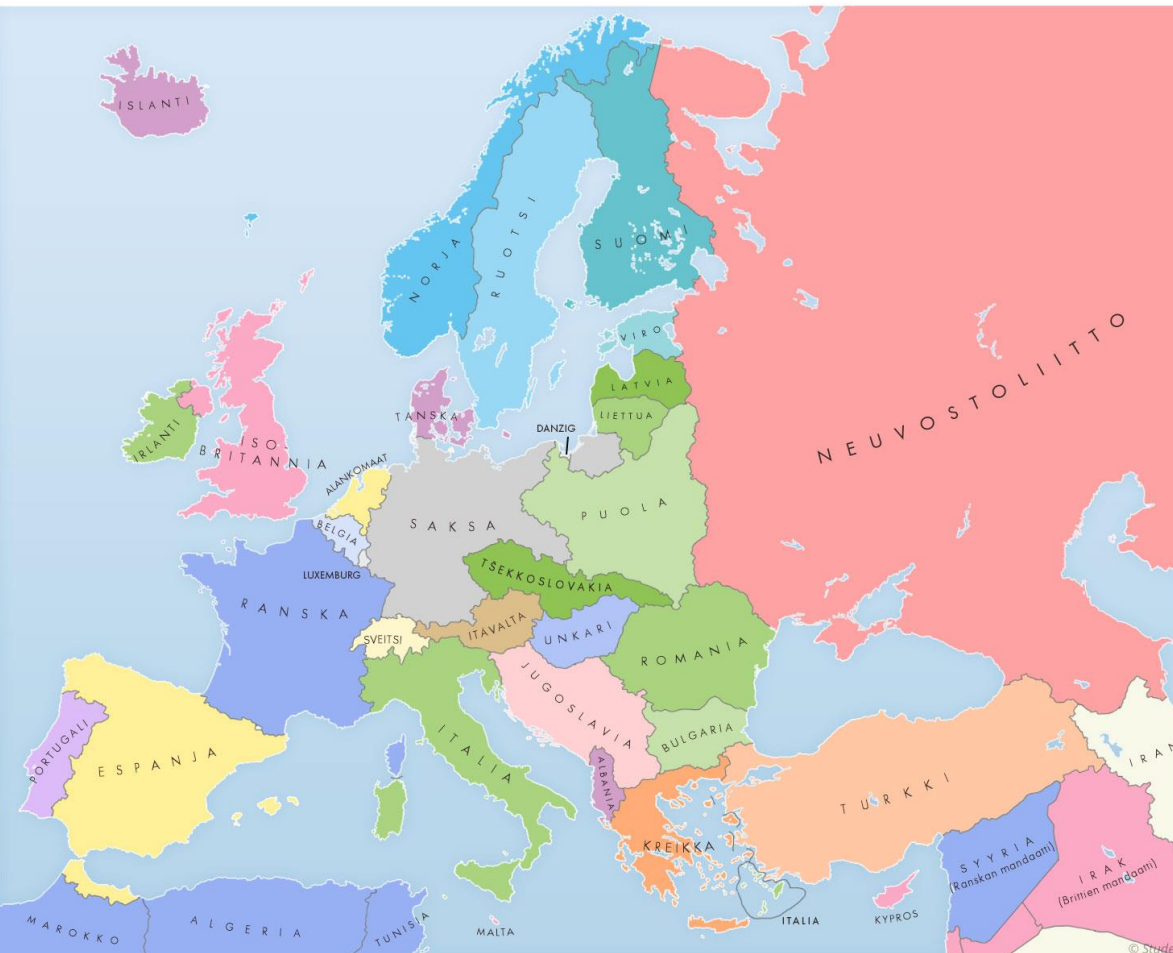 ISLANTI
NORJA
RUOTSI
SUOMI
VIRO
LATVIA
LIETTUA
TANSKA
DANZIG
NEUVOSTOLIITTO
IRLANTI
ISO-
BRITANNIA
ALANKOMAAT
BELGIA
LUXEMBURG
SAKSA
PUOLA
TŠEKKOSLOVAKIA
RANSKA
SVEITSI
ITÄVALTA
UNKARI
ROMANIA
JUGOSLAVIA
BULGARIA
PORTUGALI
ESPANJA
ITALIA
ALBANIA
KREIKKA
TURKKI
IRAN
SYYRIA
(Ranskan mandaatti)
IRAK
(Brittien mandaatti)
ITALIA
KYPROS
MALTA
MAROKKO
ALGERIA
TUNISIA